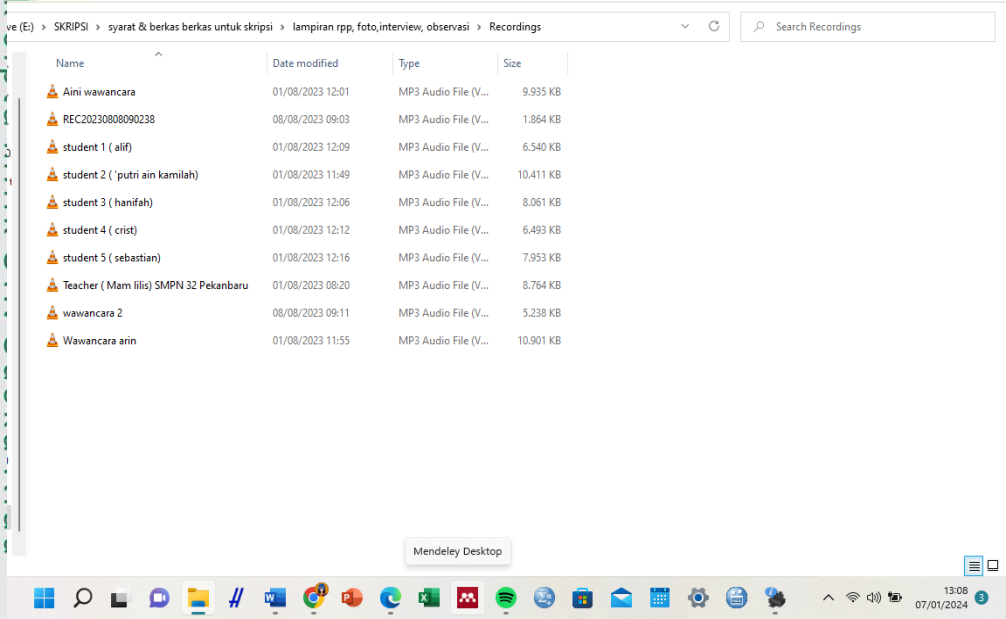 ve (E:) > SKRIPSI > syarat & berkas berkas untuk skripsi > lampiran rpp, foto,interview, observasi > Recordings Search Recordings
Name Date modified Type Size
Aini wawancara 01/08/2023 12:01 MP3 Audio File (V... 9.935 KB
REC20230808090238 08/08/2023 09:03 MP3 Audio File (V... 1.864 KB
student 1 ( alif) 01/08/2023 12:09 MP3 Audio File (V... 6.540 KB
student 2 ( 'putri ain kamilah) 01/08/2023 11:49 MP3 Audio File (V... 10.411 KB
student 3 ( hanifah) 01/08/2023 12:06 MP3 Audio File (V... 8.061 KB
student 4 ( crist) 01/08/2023 12:12 MP3 Audio File (V... 6.493 KB
student 5 ( sebastian) 01/08/2023 12:16 MP3 Audio File (V... 7.953 KB
Teacher ( Mam lilis) SMPN 32 Pekanbaru 01/08/2023 08:20 MP3 Audio File (V... 8.764 KB
wawancara 2 08/08/2023 09:11 MP3 Audio File (V... 5.238 KB
Wawancara arin 01/08/2023 11:55 MP3 Audio File (V... 10.901 KB
Mendeley Desktop
13:08
07/01/2024 3